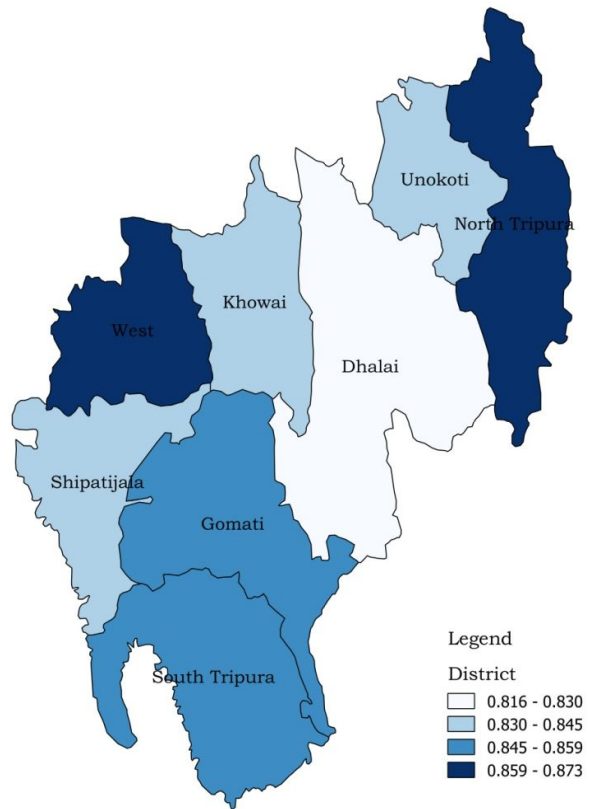 Unokoti
North Tripura
Khowai
West
Dhalai
Shipatijala
Gomati
South Tripura
Legend
District
0.816 - 0.830
0.830 - 0.845
0.845 - 0.859
0.859 - 0.873